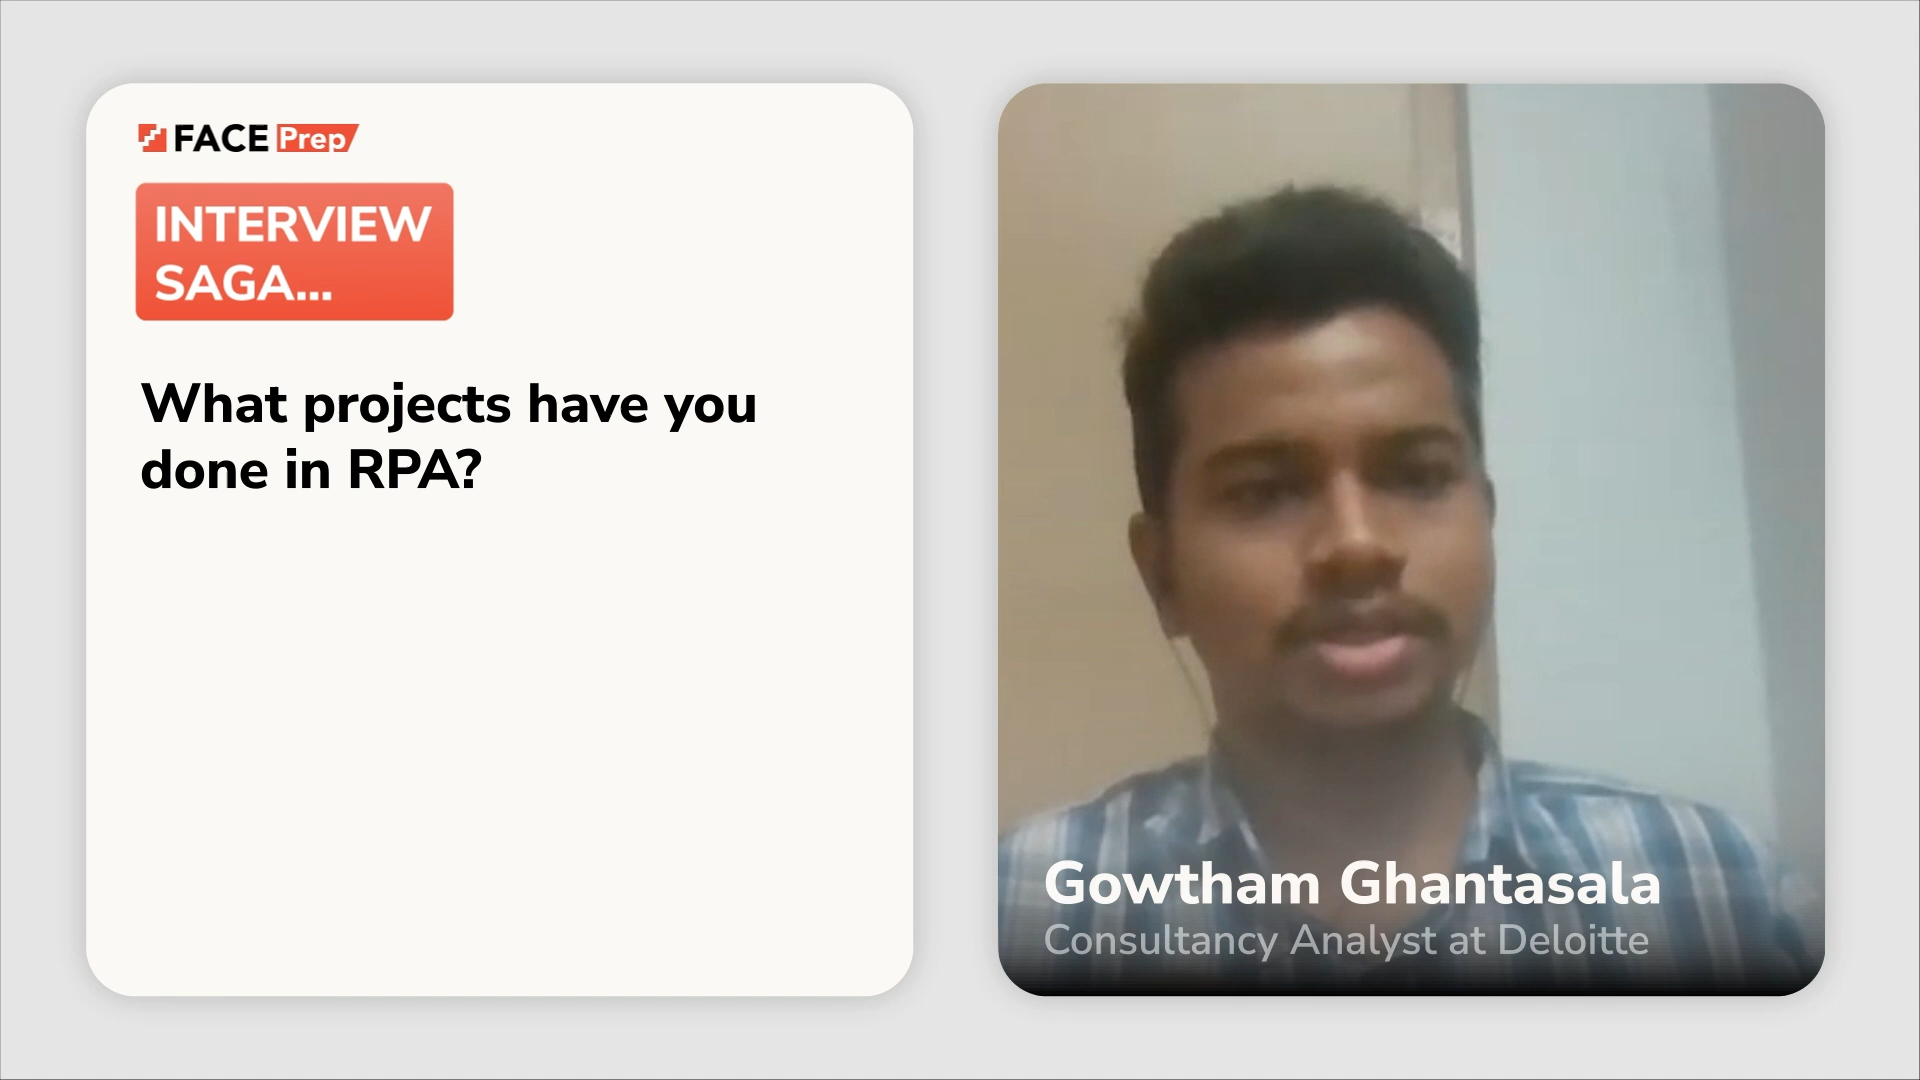 FACE Prep
INTERVIEW
SAGA...
What projects have you
done in RPA?
Gowtham Ghantasala
Consultancy Analyst at Deloitte